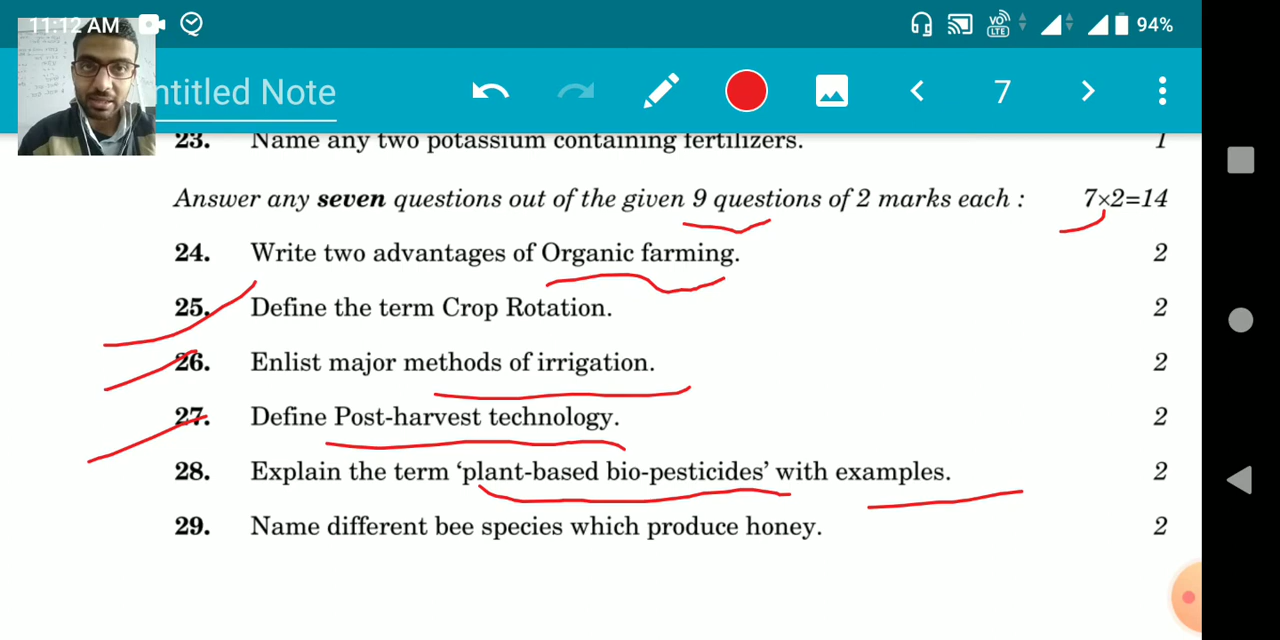 11:12 AM VO LTE 94%
ntitled Note 7
23. Name any two potassium containing fertilizers. 1
Answer any seven questions out of the given 9 questions of 2 marks each : 7×2=14
24. Write two advantages of Organic farming. 2
25. Define the term Crop Rotation. 2
26. Enlist major methods of irrigation. 2
27. Define Post-harvest technology. 2
28. Explain the term ‘plant-based bio-pesticides’ with examples. 2
29. Name different bee species which produce honey. 2